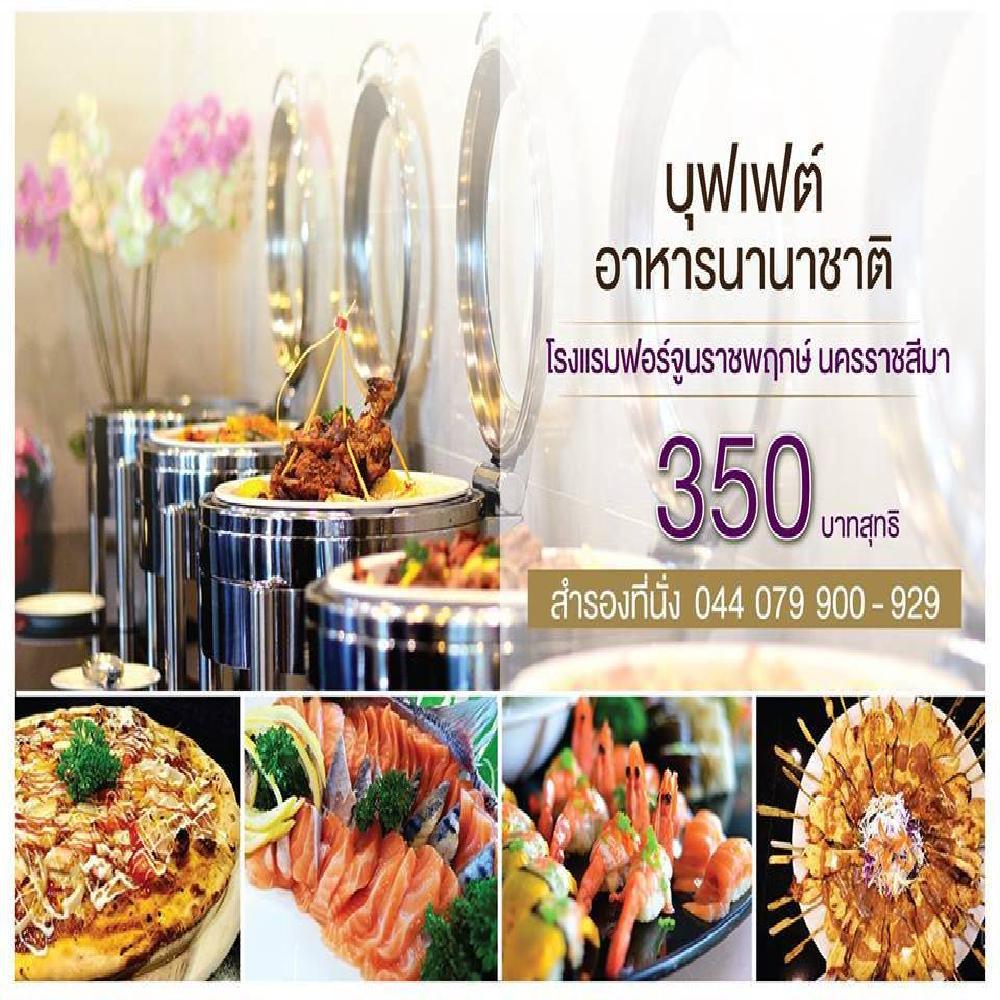 บุฟเฟต์
อาหารนานาชาติ
โรงแรมฟอร์จูนราชพฤกษ์ นครราชสีมา
350 บาทสุทธิ
สำรองที่นั่ง 044 079 900 - 929